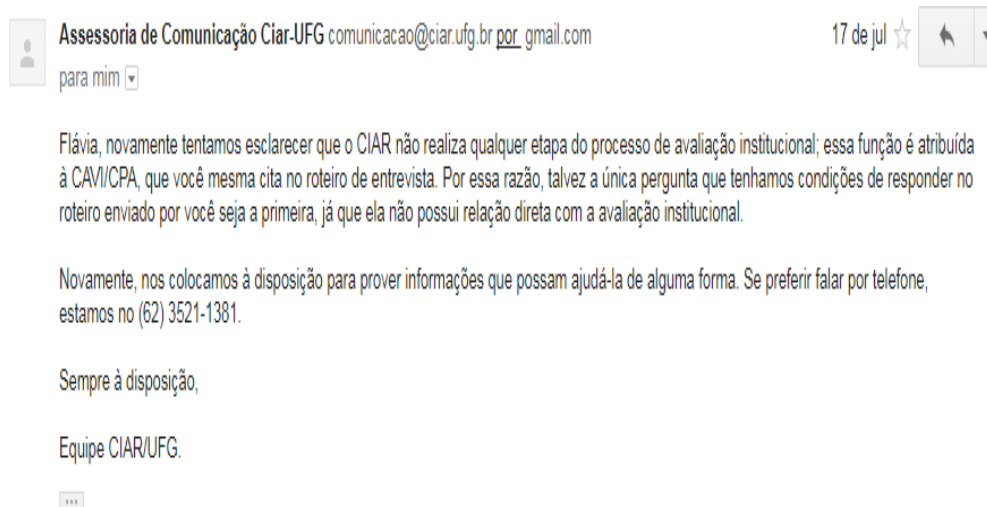 Assessoria de Comunicação Ciar-UFG comunicacao@ciar.ufg.br por gmail.com 17 de jul
para mim
Flávia, novamente tentamos esclarecer que o CIAR não realiza qualquer etapa do processo de avaliação institucional; essa função é atribuída
à CAVI/CPA, que você mesma cita no roteiro de entrevista. Por essa razão, talvez a única pergunta que tenhamos condições de responder no
roteiro enviado por você seja a primeira, já que ela não possui relação direta com a avaliação institucional.
Novamente, nos colocamos à disposição para prover informações que possam ajudá-la de alguma forma. Se preferir falar por telefone,
estamos no (62) 3521-1381.
Sempre à disposição,
Equipe CIAR/UFG.
...